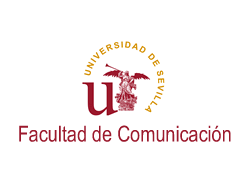 UNIVERSIDAD DE SEVILLA
u
Facultad de Comunicación